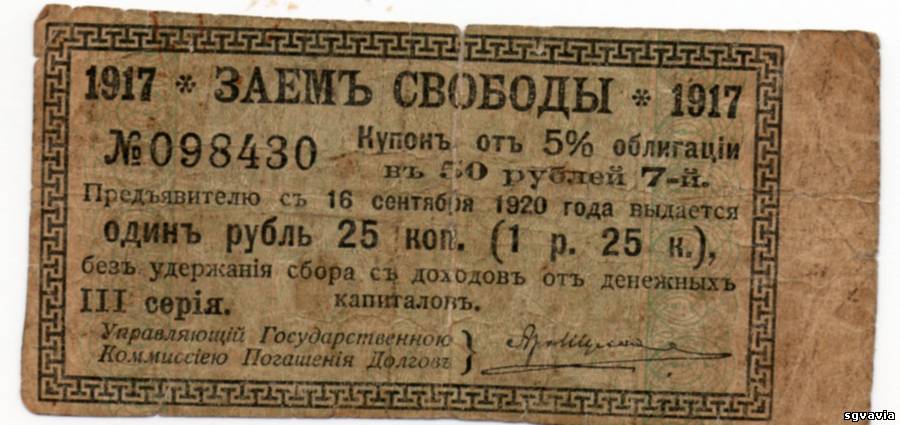 1917 * ЗАЕМЪ СВОБОДЫ * 1917
№098430
Купонъ отъ 5% облигаціи
въ 50 рублей 7-й.
Предъявителю съ 16 сентября 1920 года выдается
одинъ рубль 25 коп. (1 р. 25 к.),
безъ удержанія сбора съ доходовъ отъ денежныхъ
капиталовъ.
III серія.
Управляющій Государственною
Коммиссіею Погашенія Долговъ
sgvavia